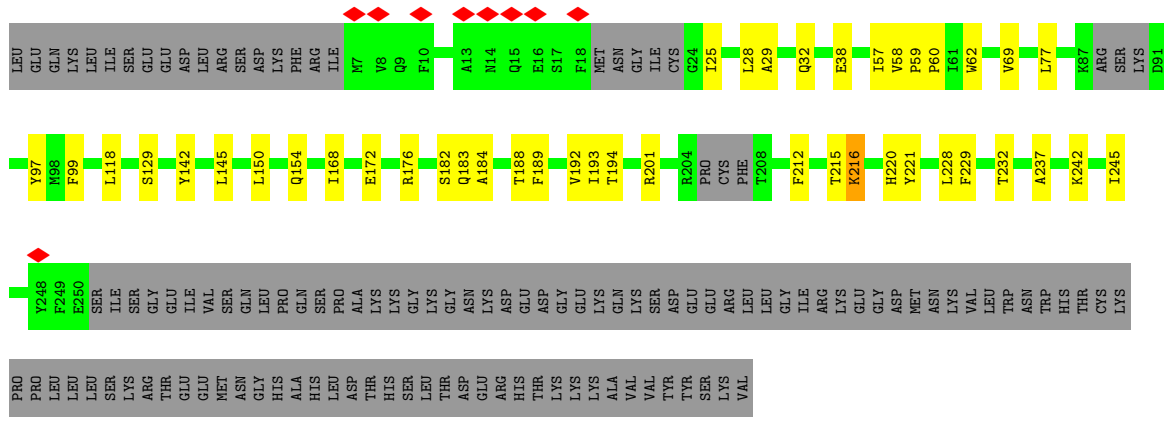 LEU GLU GLN LYS LEU ILE SER GLU GLU ASP LEU ARG SER ASP LYS PHE ARG ILE M7 V8 Q9 F10 A13 N14 Q15 E16 S17 F18 MET ASN GLY ILE CYS G24 I25 L28 A29 Q32 E38 I57 V58 P59 P60 I61 W62 V69 L77 K87 ARG SER LYS D91
Y97 M98 F99 L118 S129 Y142 L145 L150 Q154 I168 E172 R176 S182 Q183 A184 T188 F189 V192 I193 T194 R201 R204 PRO CYS PHE T208 F212 T215 K216 H220 Y221 L228 F229 T232 A237 K242 I245
Y248 F249 E250 SER ILE SER GLY GLU ILE VAL SER GLN LEU PRO GLN SER PRO ALA LYS LYS GLY LYS GLY ASN LYS ASP GLU ASP GLY GLU LYS GLN LYS SER ASP GLU GLU ARG LEU LEU GLY ILE ARG LYS GLU GLY ASP MET ASN LYS VAL LEU TRP ASN TRP HIS THR CYS LYS
PRO PRO LEU LEU LEU SER LYS ARG THR GLU GLU MET ASN GLY HIS ALA HIS LEU ASP THR HIS SER LEU THR ASP GLU ARG HIS THR LYS LYS LYS ALA VAL VAL TYR TYR SER LYS VAL